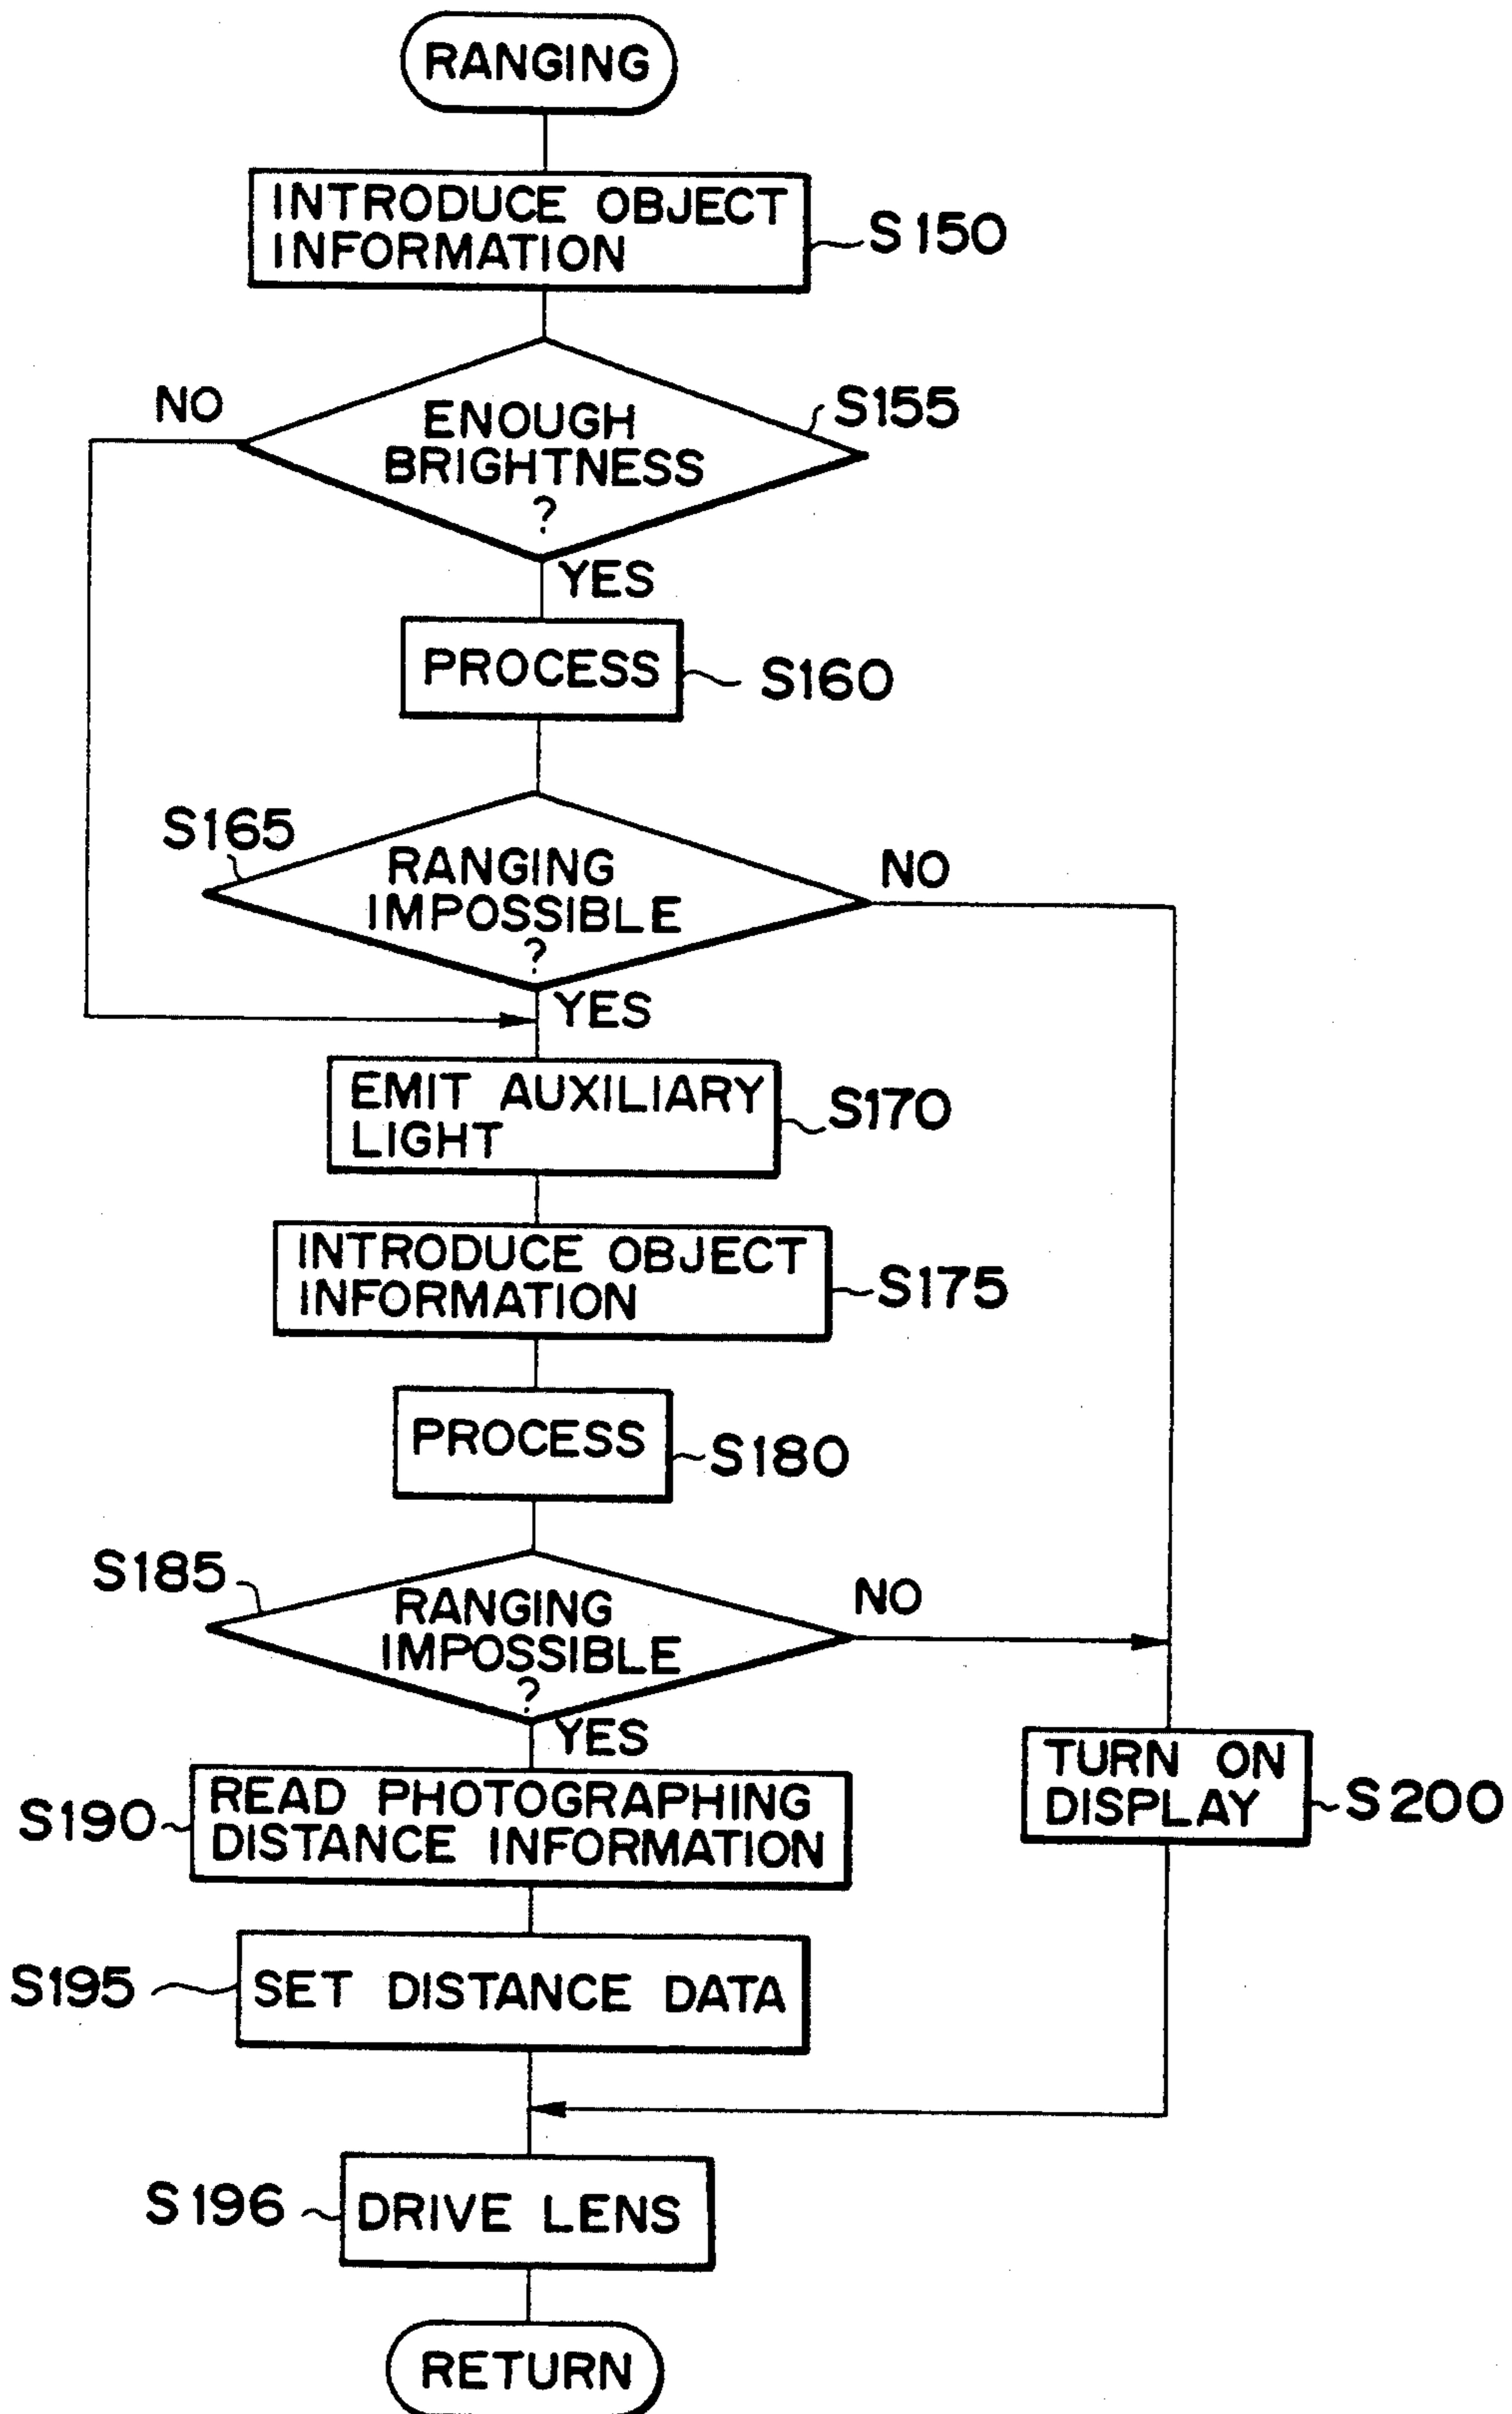 RANGING
INTRODUCE OBJECT
INFORMATION
S150
NO
S155
ENOUGH
BRIGHTNESS
?
YES
PROCESS
S160
S165
RANGING
IMPOSSIBLE
?
NO
YES
EMIT AUXILIARY
LIGHT
S170
INTRODUCE OBJECT
INFORMATION
S175
PROCESS
S180
S185
RANGING
IMPOSSIBLE
?
NO
YES
S190
READ PHOTOGRAPHING
DISTANCE INFORMATION
TURN ON
DISPLAY
S200
S195
SET DISTANCE DATA
S196
DRIVE LENS
RETURN